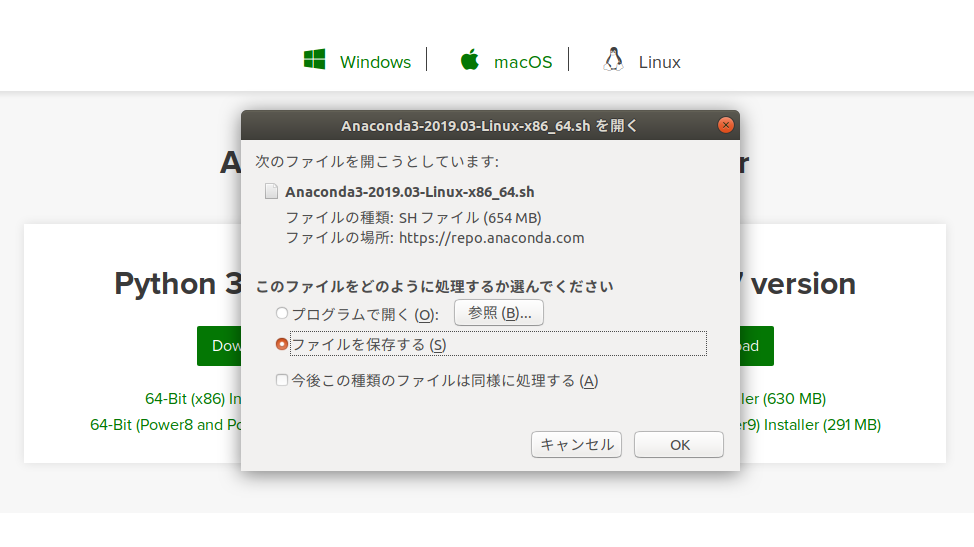 Windows
macOS
Linux
Anaconda3-2019.03-Linux-x86_64.sh を開く
次のファイルを開こうとしています:
Anaconda3-2019.03-Linux-x86_64.sh
ファイルの種類: SH ファイル (654 MB)
ファイルの場所: https://repo.anaconda.com
このファイルをどのように処理するか選んでください
プログラムで開く (O): 参照 (B)...
ファイルを保存する (S)
今後この種類のファイルは同様に処理する (A)
キャンセル OK
Python 3
version
64-Bit (x86) In
64-Bit (Power8 and Po
ler (630 MB)
r9) Installer (291 MB)